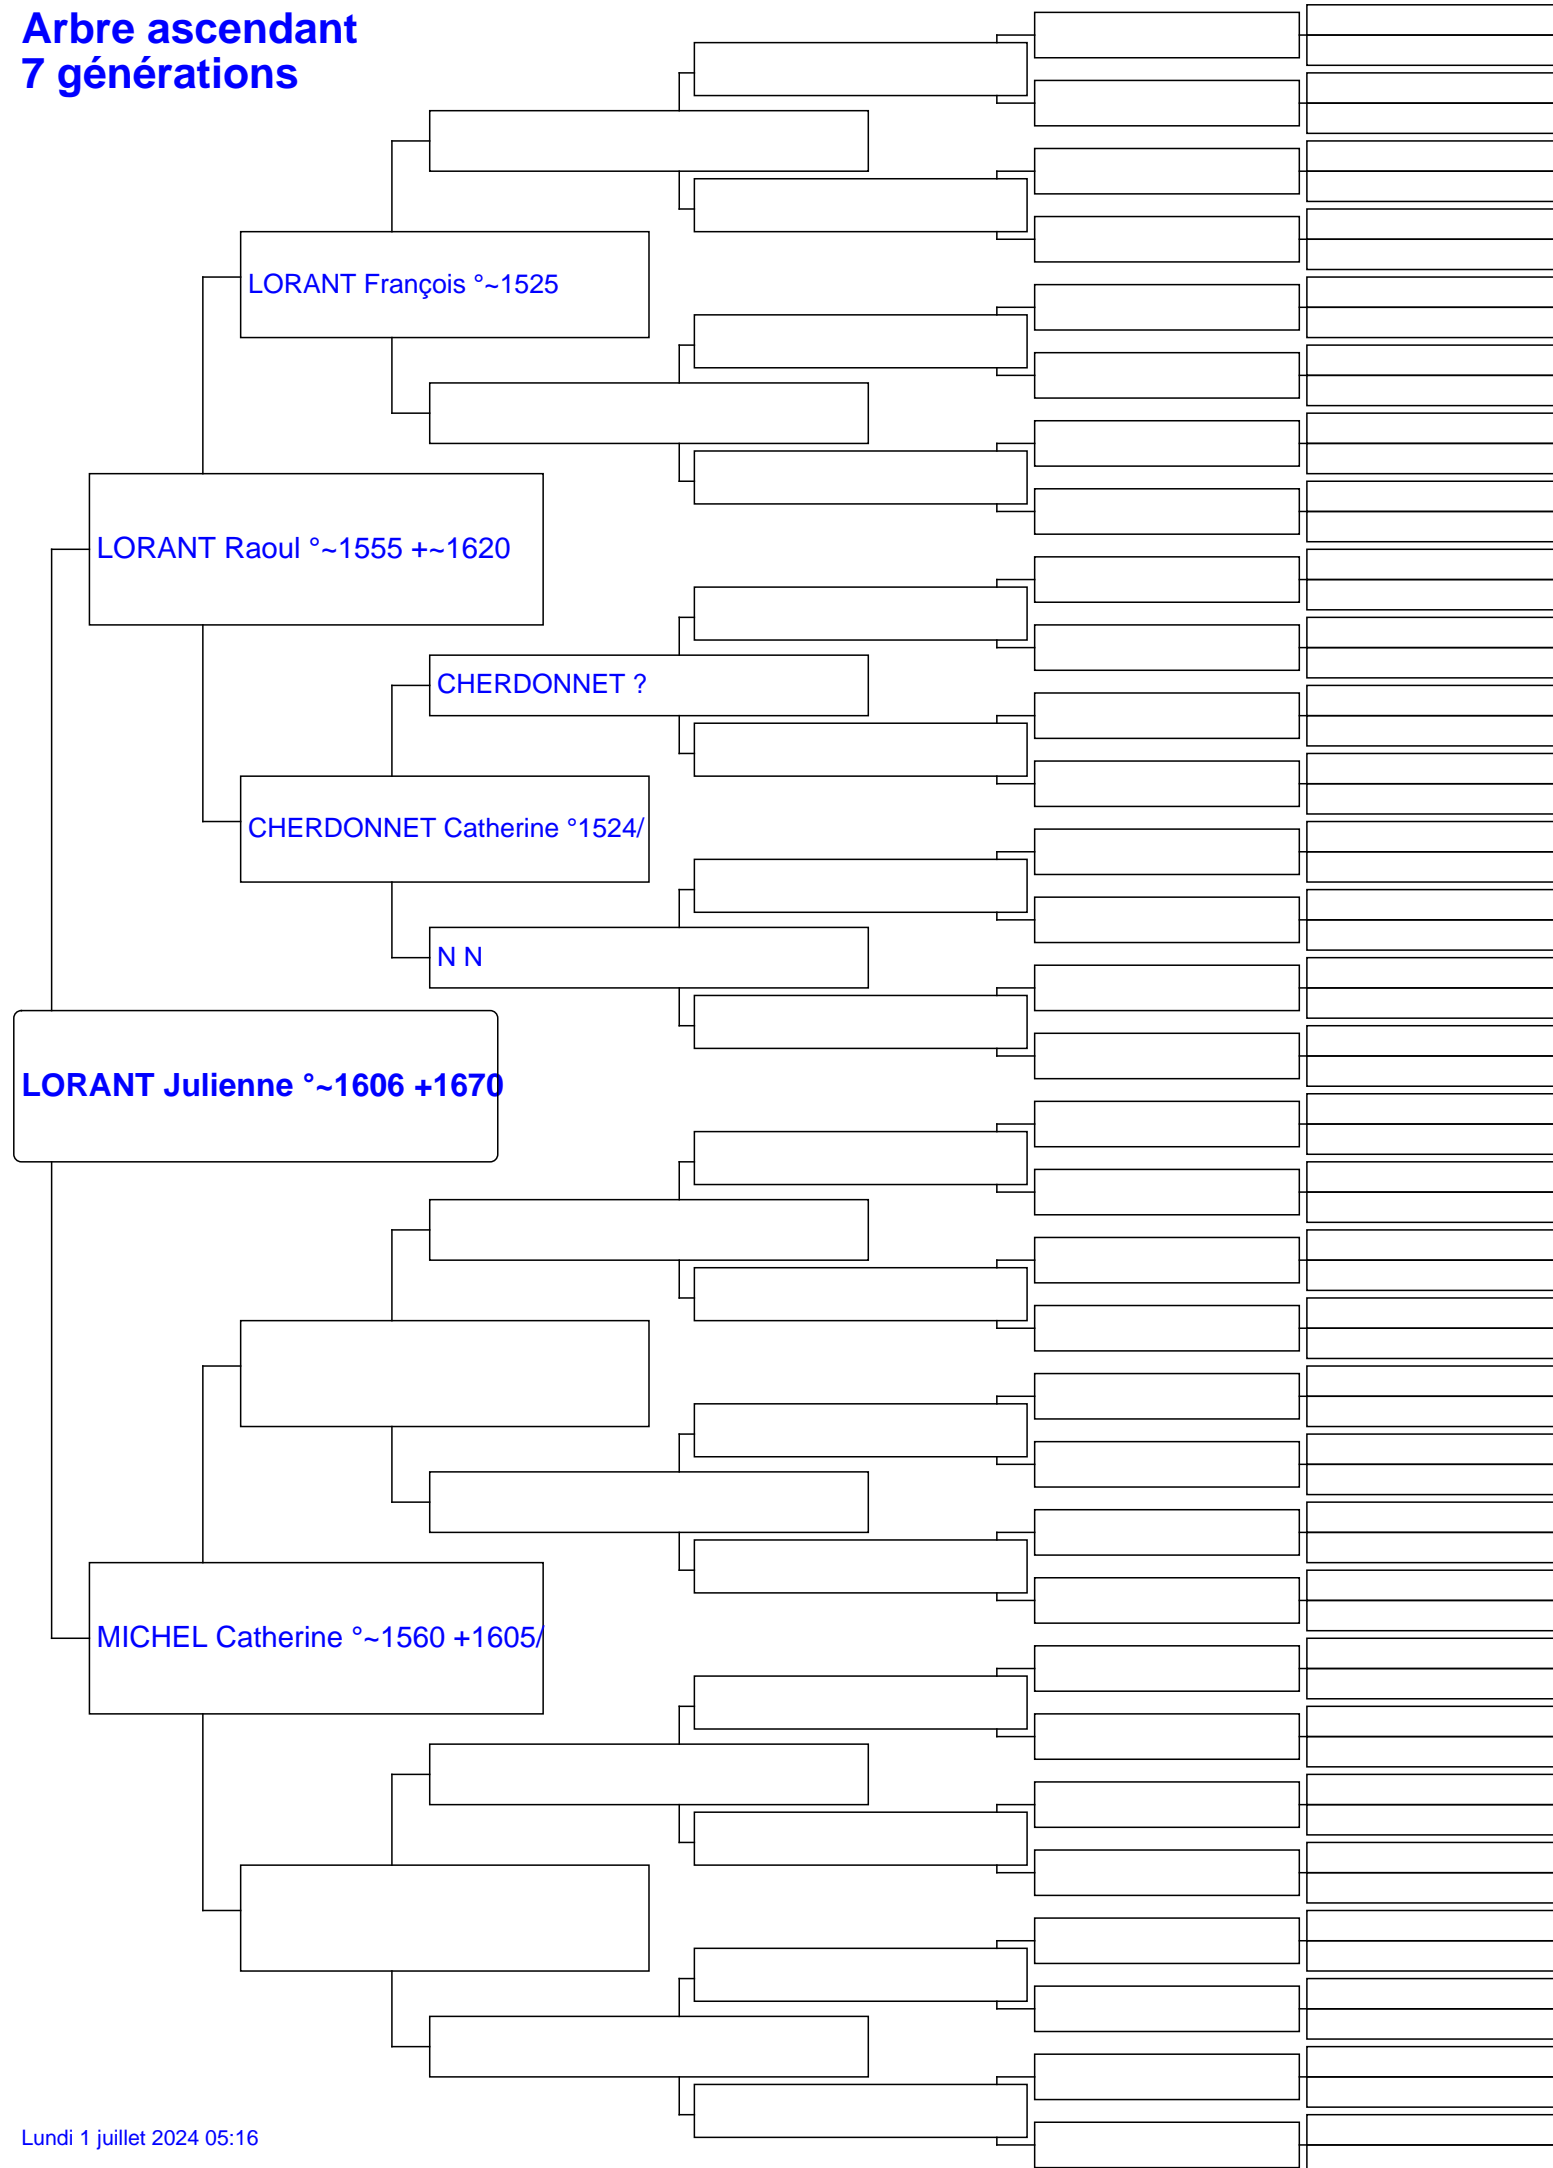 Arbre ascendant
7 générations
LORANT François °~1525
LORANT Raoul °~1555 +~1620
CHERDONNET ?
CHERDONNET Catherine °1524/
N N
LORANT Julienne °~1606 +1670
MICHEL Catherine °~1560 +1605/
Lundi 1 juillet 2024 05:16